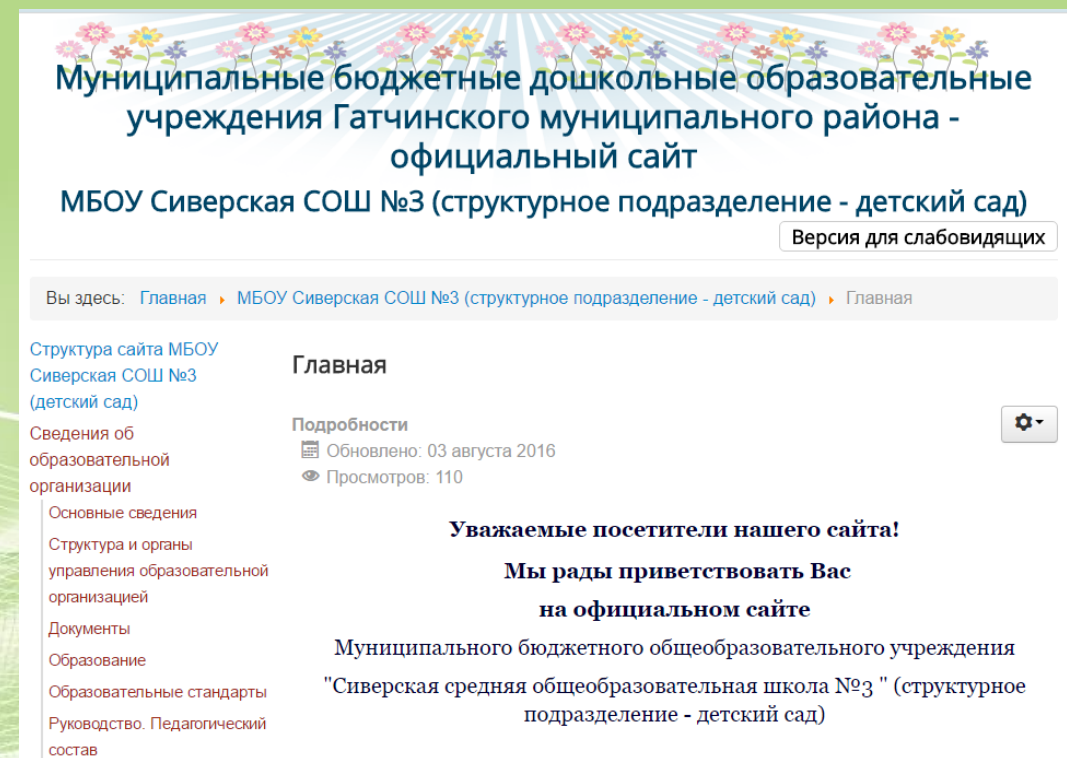 Муниципальные бюджетные дошкольные образовательные
учреждения Гатчинского муниципального района -
официальный сайт
МБОУ Сиверская СОШ №3 (структурное подразделение - детский сад)
Версия для слабовидящих
Вы здесь: Главная МБОУ Сиверская СОШ №3 (структурное подразделение - детский сад) Главная
Структура сайта МБОУ
Сиверская СОШ №3
(детский сад)
Сведения об
образовательной
организации
Основные сведения
Структура и органы
управления образовательной
организацией
Документы
Образование
Образовательные стандарты
Руководство. Педагогический
состав
Главная
Подробности
Обновлено: 03 августа 2016
Просмотров: 110
Уважаемые посетители нашего сайта!
Мы рады приветствовать Вас
на официальном сайте
Муниципального бюджетного общеобразовательного учреждения
"Сиверская средняя общеобразовательная школа №3 " (структурное
подразделение - детский сад)